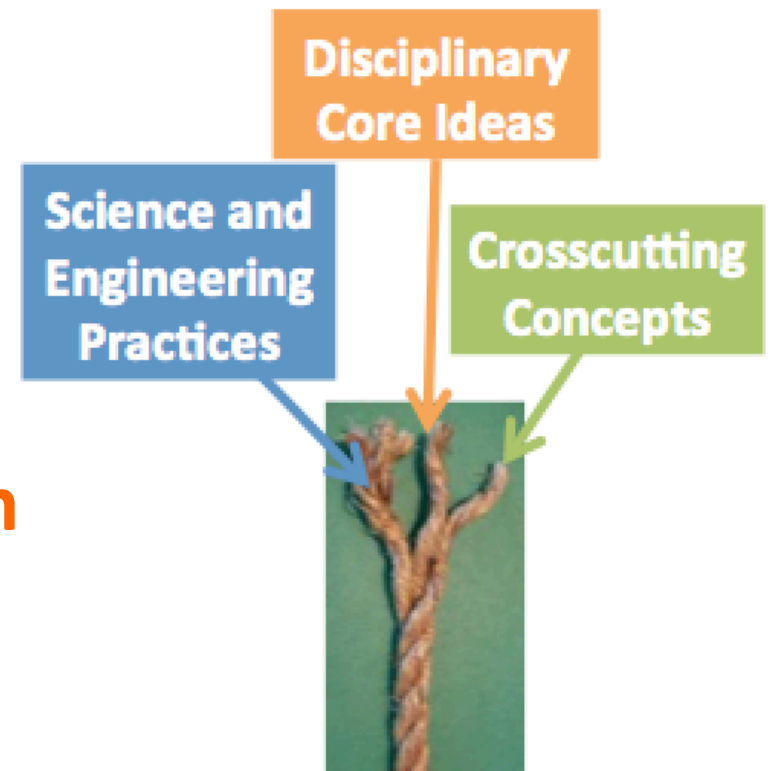 Disciplinary
Core Ideas
Science and
Engineering
Practices
Crosscutting
Concepts
n